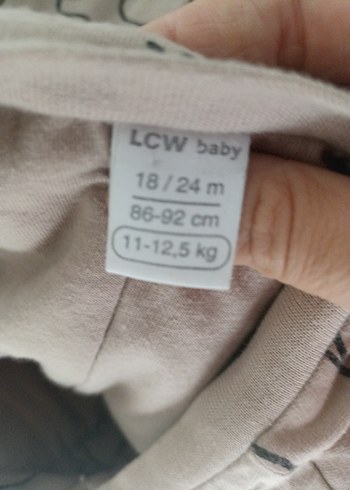 LCW baby
18 / 24 m
86-92 cm
11-12,5 kg